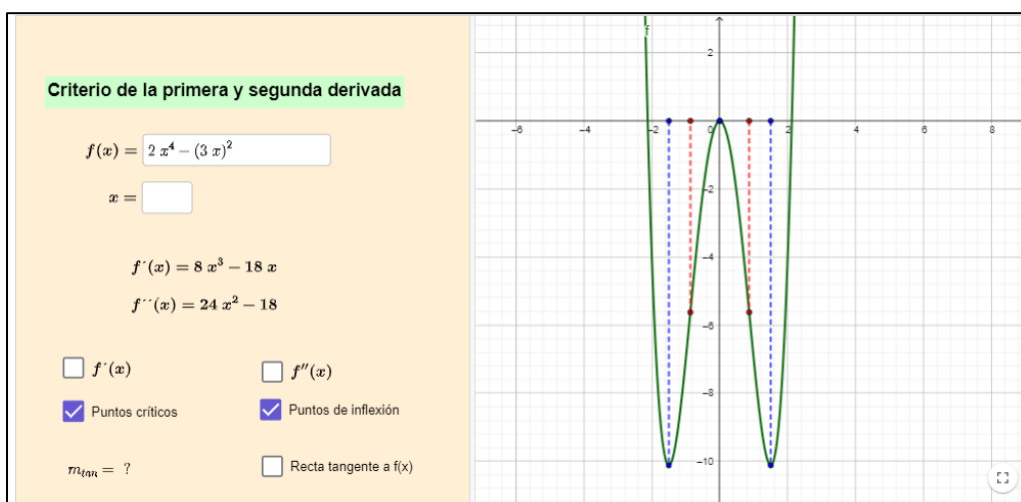 Criterio de la primera y segunda derivada
f(x) = 2 x⁴ − (3 x)²
x =
f´(x) = 8 x³ − 18 x
f´´(x) = 24 x² − 18
f´(x)
f''(x)
Puntos críticos
Puntos de inflexión
mtan = ?
Recta tangente a f(x)
f
2
−6
−4
−2
0
2
4
6
8
−2
−4
−6
−8
−10